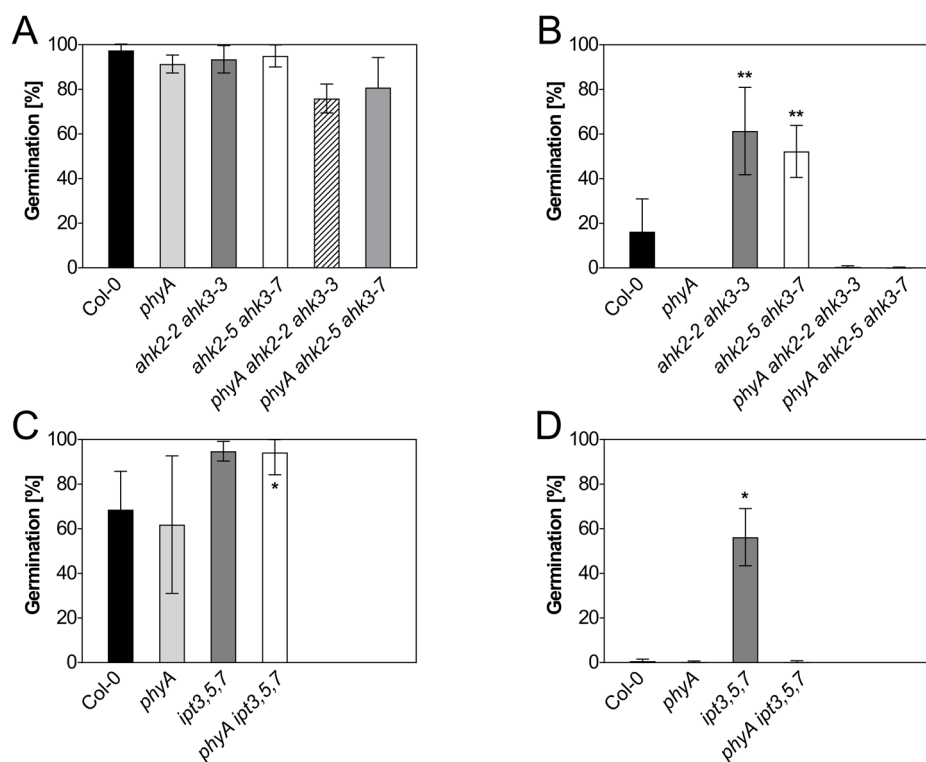 A
Germination [%]
100
80
60
40
20
0
Col-0
phyA
ahk2-2 ahk3-3
ahk2-5 ahk3-7
phyA ahk2-2 ahk3-3
phyA ahk2-5 ahk3-7
B
Germination [%]
100
80
60
40
20
0
**
**
Col-0
phyA
ahk2-2 ahk3-3
ahk2-5 ahk3-7
phyA ahk2-2 ahk3-3
phyA ahk2-5 ahk3-7
C
Germination [%]
100
80
60
40
20
0
*
Col-0
phyA
ipt3,5,7
phyA ipt3,5,7
D
Germination [%]
100
80
60
40
20
0
*
Col-0
phyA
ipt3,5,7
phyA ipt3,5,7